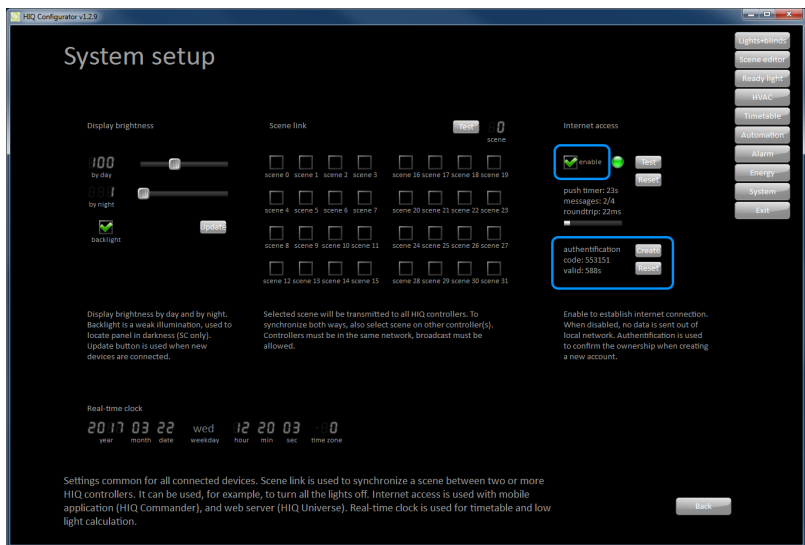 HIQ Configurator v1.2.9
System setup
Lights+blinds
Scene editor
Ready light
HVAC
Timetable
Automation
Alarm
Energy
System
Exit
Display brightness
100
by day
1
by night
backlight
Update
Display brightness by day and by night.
Backlight is a weak illumination, used to
locate panel in darkness (SC only).
Update button is used when new
devices are connected.
Scene link
Test
0
scene
scene 0 scene 1 scene 2 scene 3 scene 16 scene 17 scene 18 scene 19
scene 4 scene 5 scene 6 scene 7 scene 20 scene 21 scene 22 scene 23
scene 8 scene 9 scene 10 scene 11 scene 24 scene 25 scene 26 scene 27
scene 12 scene 13 scene 14 scene 15 scene 28 scene 29 scene 30 scene 31
Selected scene will be transmitted to all HIQ controllers. To
synchronize both ways, also select scene on other controller(s).
Controllers must be in the same network, broadcast must be
allowed.
Internet access
enable
Test
Reset
push timer: 23s
messages: 2/4
roundtrip: 22ms
authentification
code: 553151
valid: 588s
Create
Reset
Enable to establish internet connection.
When disabled, no data is sent out of
local network. Authentification is used
to confirm the ownership when creating
a new account.
Real-time clock
2017 03 22 wed 12 20 03 0
year month date weekday hour min sec time zone
Settings common for all connected devices. Scene link is used to synchronize a scene between two or more
HIQ controllers. It can be used, for example, to turn all the lights off. Internet access is used with mobile
application (HIQ Commander), and web server (HIQ Universe). Real-time clock is used for timetable and low
light calculation.
Back